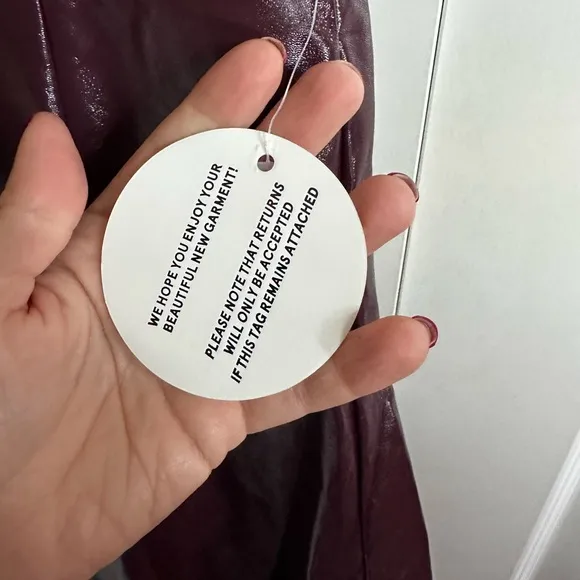 WE HOPE YOU ENJOY YOUR
BEAUTIFUL NEW GARMENT!
PLEASE NOTE THAT RETURNS
WILL ONLY BE ACCEPTED
IF THIS TAG REMAINS ATTACHED